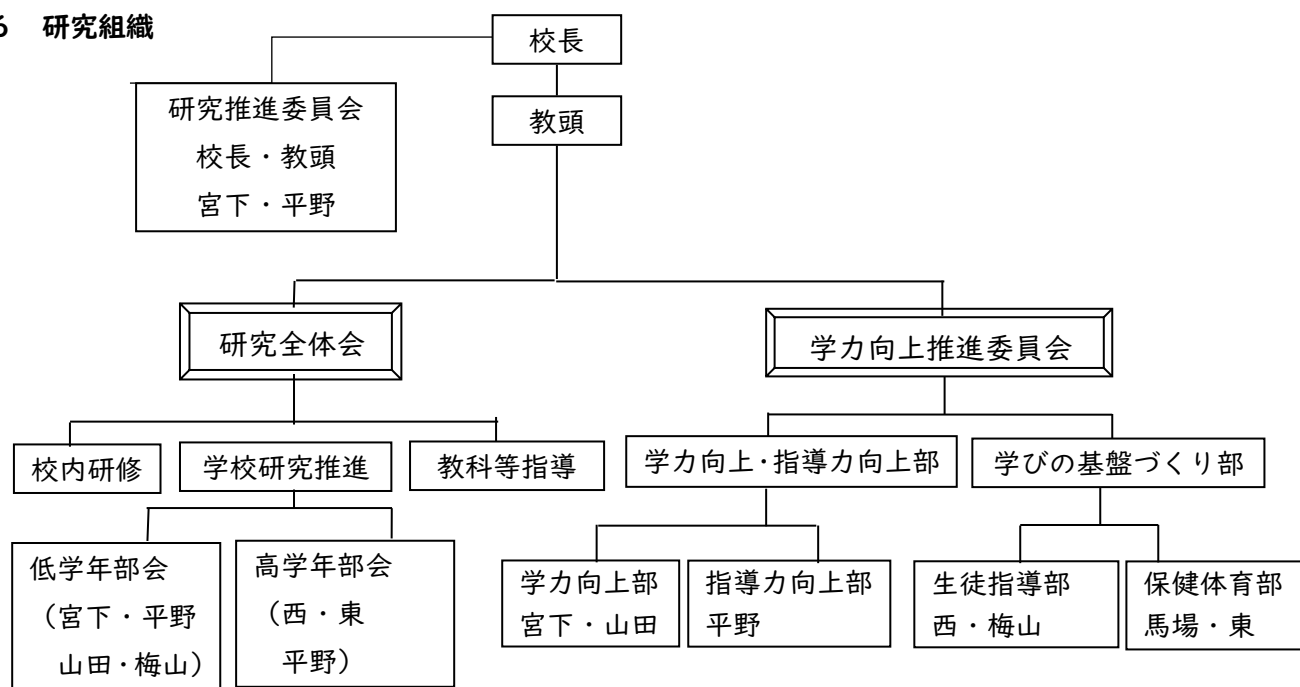 6 研究組織
校長
研究推進委員会
校長・教頭
宮下・平野
教頭
研究全体会
学力向上推進委員会
校内研修
学校研究推進
教科等指導
学力向上・指導力向上部
学びの基盤づくり部
低学年部会
(宮下・平野
山田・梅山)
高学年部会
(西・東
平野)
学力向上部
宮下・山田
指導力向上部
平野
生徒指導部
西・梅山
保健体育部
馬場・東